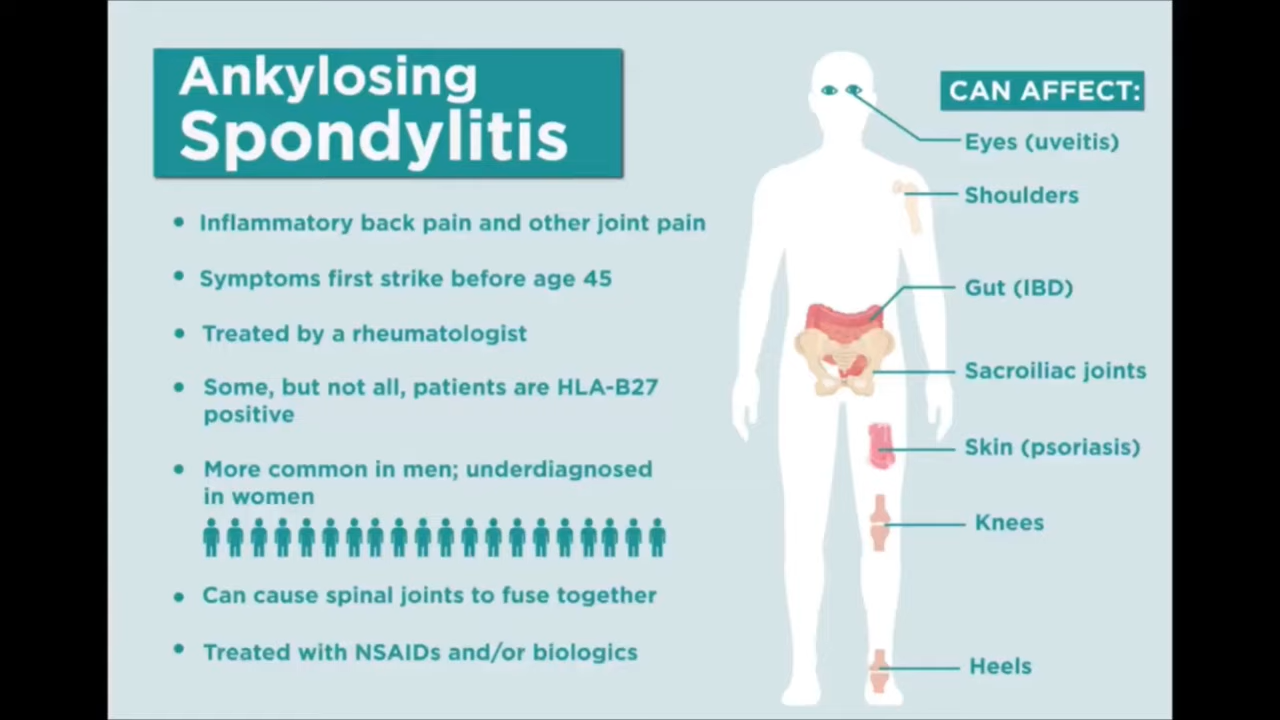 Ankylosing
Spondylitis
• Inflammatory back pain and other joint pain
• Symptoms first strike before age 45
• Treated by a rheumatologist
• Some, but not all, patients are HLA-B27
positive
• More common in men; underdiagnosed
in women
• Can cause spinal joints to fuse together
• Treated with NSAIDs and/or biologics
CAN AFFECT:
Eyes (uveitis)
Shoulders
Gut (IBD)
Sacroiliac joints
Skin (psoriasis)
Knees
Heels